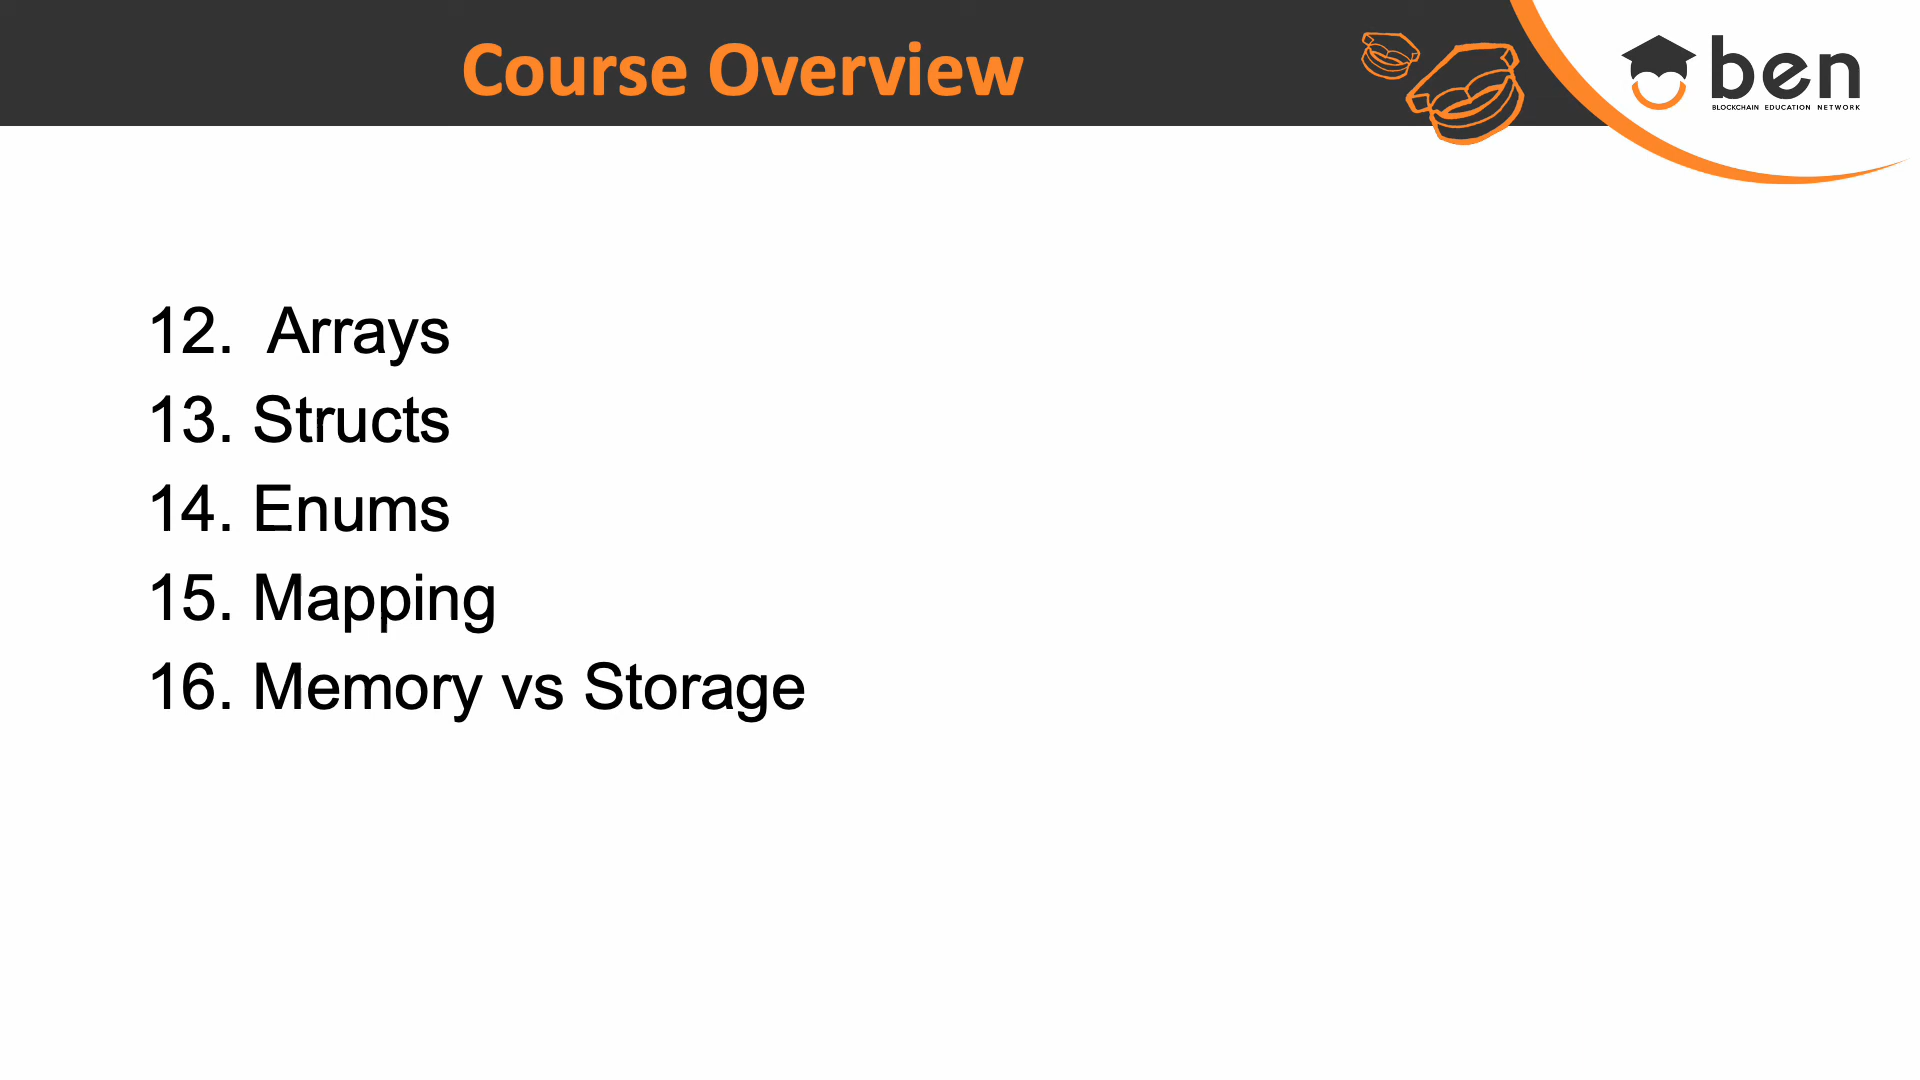 Course Overview
ben
BLOCKCHAIN EDUCATION NETWORK
12. Arrays
13. Structs
14. Enums
15. Mapping
16. Memory vs Storage